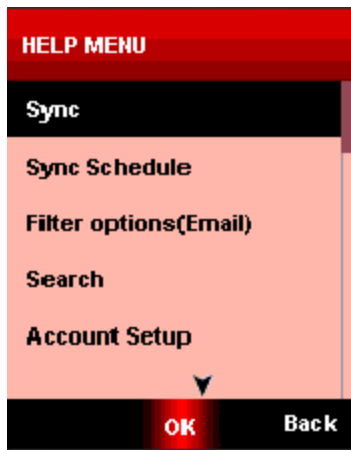 HELP MENU
Sync
Sync Schedule
Filter options(Email)
Search
Account Setup
OK
Back